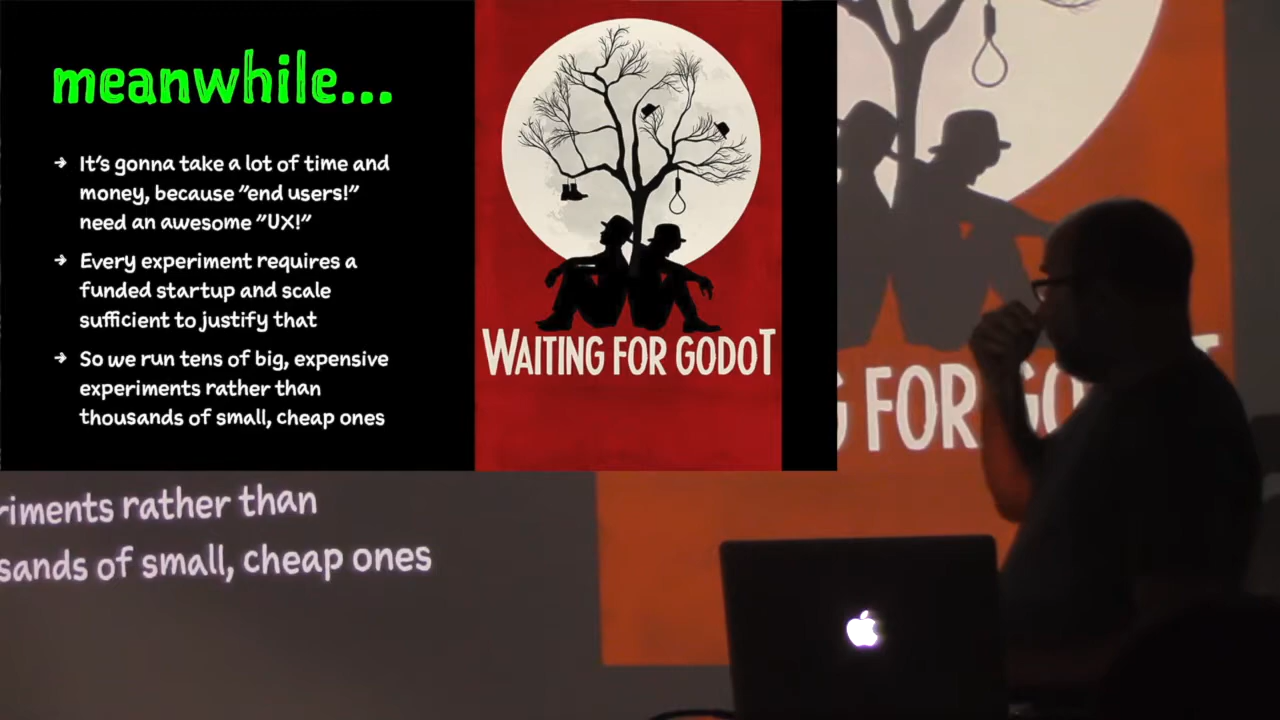 meanwhile...
→ It's gonna take a lot of time and
money, because "end users!"
need an awesome "UX!"
→ Every experiment requires a
funded startup and scale
sufficient to justify that
→ So we run tens of big, expensive
experiments rather than
thousands of small, cheap ones
WAITING FOR GODOT
FOR
riments rather than
sands of small, cheap ones